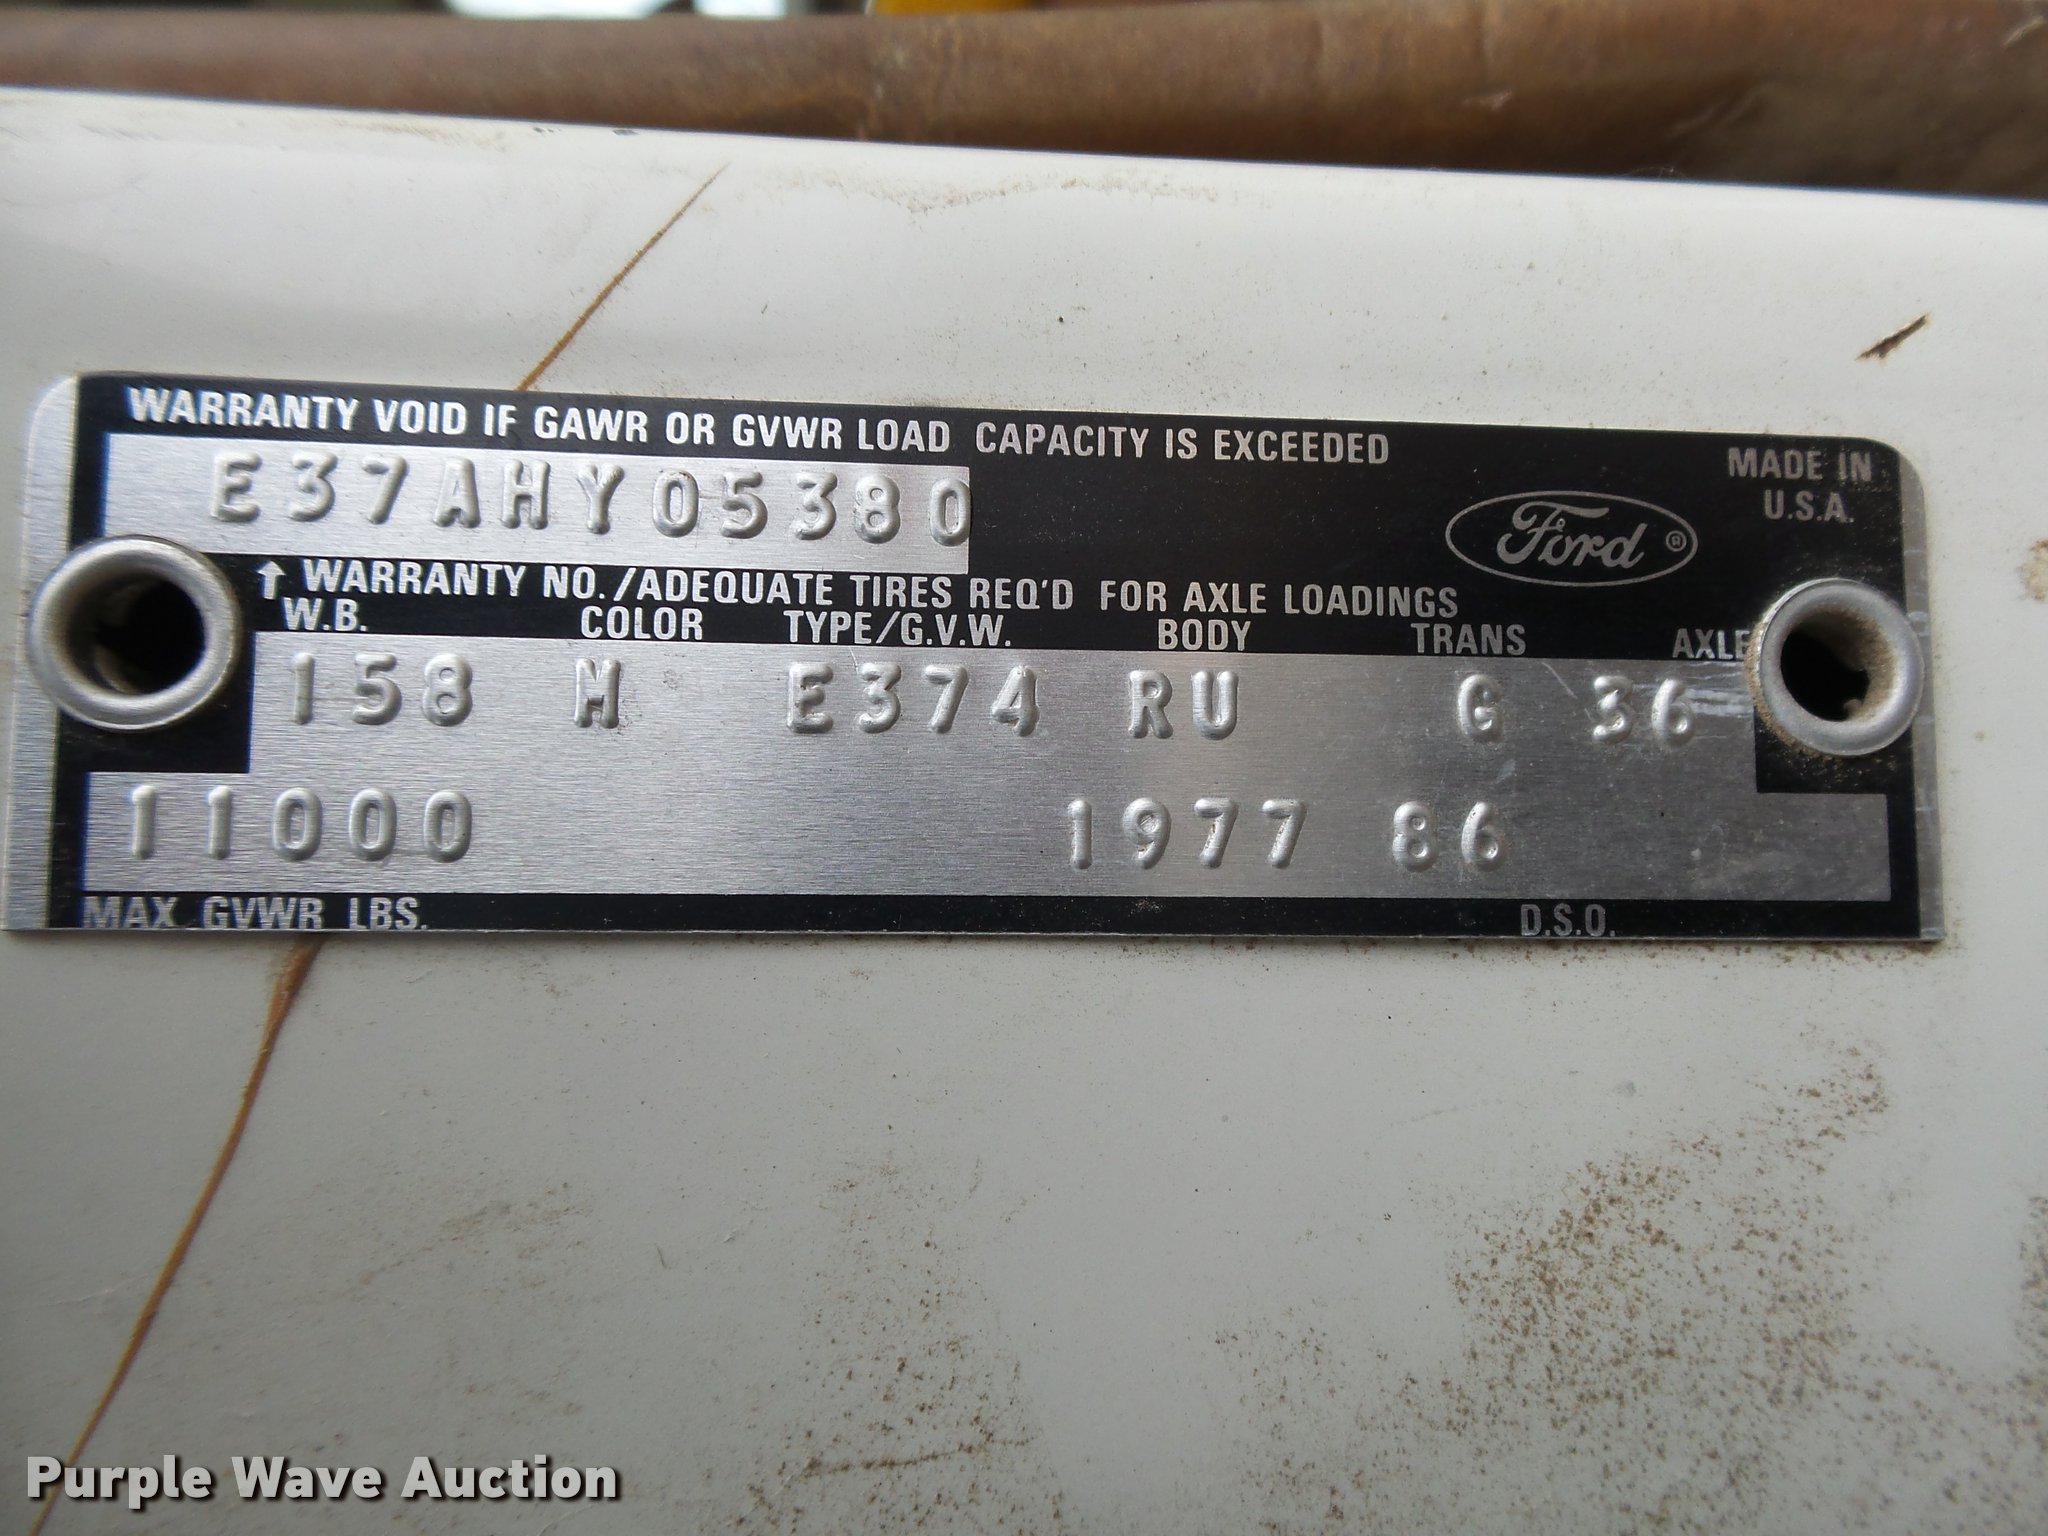 WARRANTY VOID IF GAWR OR GVWR LOAD CAPACITY IS EXCEEDED
MADE IN
U.S.A.
E37AHY05380
Ford ®
↑ WARRANTY NO./ADEQUATE TIRES REQ'D FOR AXLE LOADINGS
W.B. COLOR TYPE/G.V.W. BODY TRANS AXLE
158 M E374 RU G 36
11000 1977 86
MAX GVWR LBS. D.S.O.
Purple Wave Auction